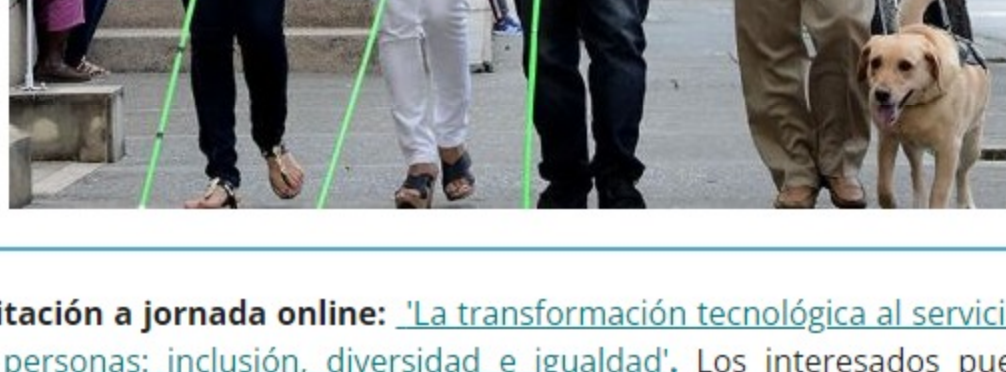 itación a jornada online: 'La transformación tecnológica al servici
personas: inclusión, diversidad e igualdad'. Los interesados pue